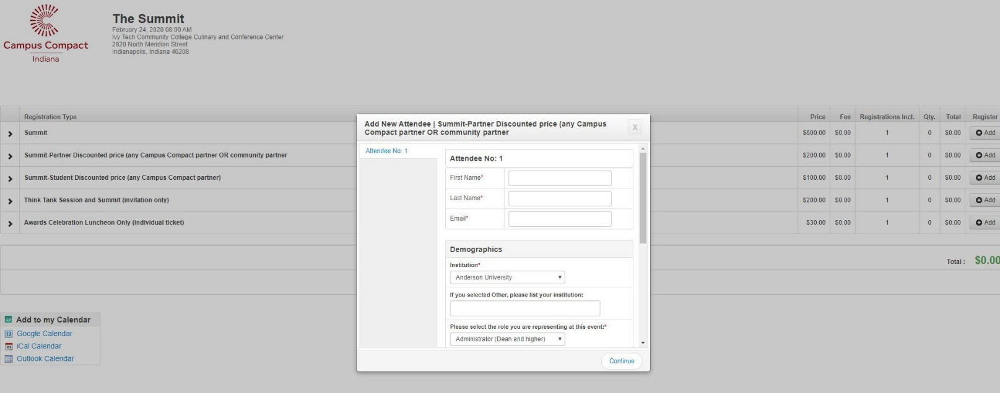 Campus Compact
Indiana
The Summit
February 24, 2020 08:00 AM
Ivy Tech Community College Culinary and Conference Center
2820 North Meridian Street
Indianapolis, Indiana 46208
Registration Type Price Fee Registrations Incl. Qty. Total Register
Summit $600.00 $0.00 1 0 $0.00 Add
Summit-Partner Discounted price (any Campus Compact partner OR community partner $200.00 $0.00 1 0 $0.00 Add
Summit-Student Discounted price (any Campus Compact partner) $100.00 $0.00 1 0 $0.00 Add
Think Tank Session and Summit (invitation only) $200.00 $0.00 1 0 $0.00 Add
Awards Celebration Luncheon Only (individual ticket) $30.00 $0.00 1 0 $0.00 Add
Total : $0.00
Add New Attendee | Summit-Partner Discounted price (any Campus
Compact partner OR community partner
X
Attendee No: 1
Attendee No: 1
First Name*
Last Name*
Email*
Demographics
Institution*
Anderson University
If you selected Other, please list your institution:
Please select the role you are representing at this event:*
Administrator (Dean and higher)
Continue
Add to my Calendar
Google Calendar
iCal Calendar
Outlook Calendar